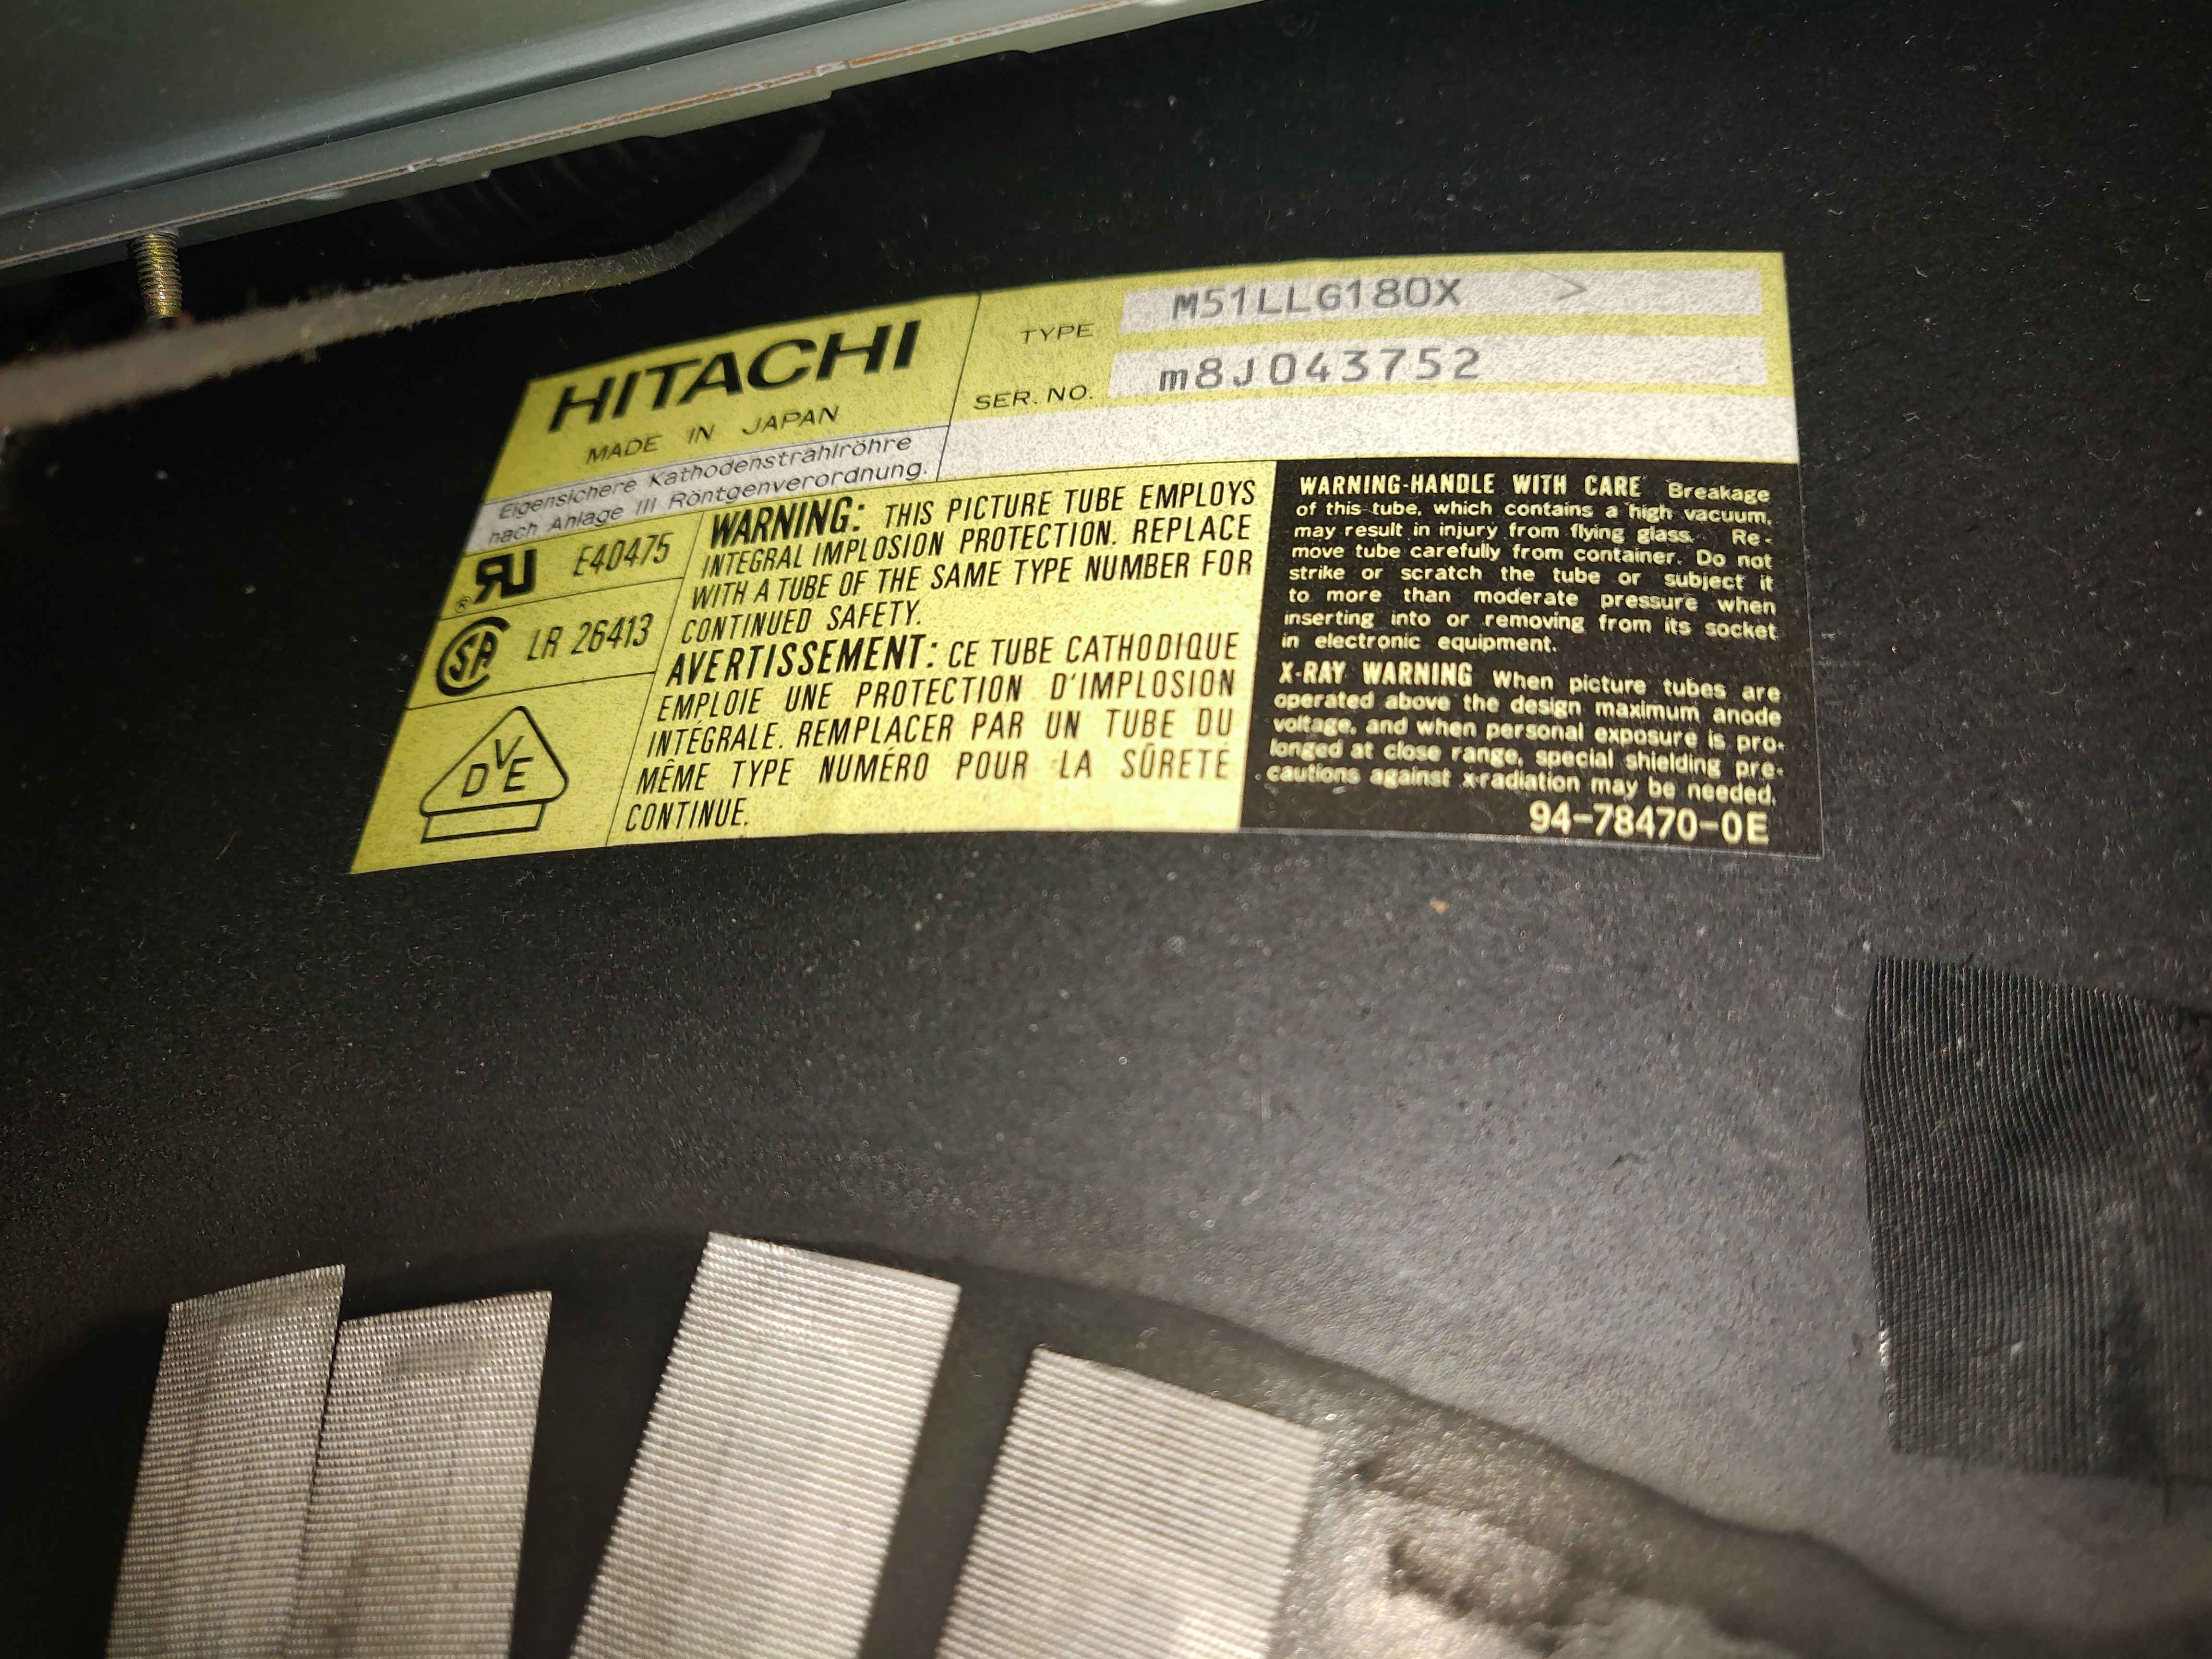 HITACHI
MADE IN JAPAN
TYPE M51LLG180X >
SER. NO. m8J043752
Eigensichere Kathodenstrahlröhre
nach Anlage III Röntgenverordnung.
® RU E40475
SA LR 26413
DVE
WARNING: THIS PICTURE TUBE EMPLOYS
INTEGRAL IMPLOSION PROTECTION. REPLACE
WITH A TUBE OF THE SAME TYPE NUMBER FOR
CONTINUED SAFETY.
AVERTISSEMENT: CE TUBE CATHODIQUE
EMPLOIE UNE PROTECTION D'IMPLOSION
INTÉGRALE. REMPLACER PAR UN TUBE DU
MÊME TYPE NUMÉRO POUR LA SÛRETÉ
CONTINUE.
WARNING-HANDLE WITH CARE Breakage
of this tube, which contains a high vacuum,
may result in injury from flying glass. Re-
move tube carefully from container. Do not
strike or scratch the tube or subject it
to more than moderate pressure when
inserting into or removing from its socket
in electronic equipment.
X-RAY WARNING When picture tubes are
operated above the design maximum anode
voltage, and when personal exposure is pro-
longed at close range, special shielding pre-
cautions against x-radiation may be needed.
94-78470-0E